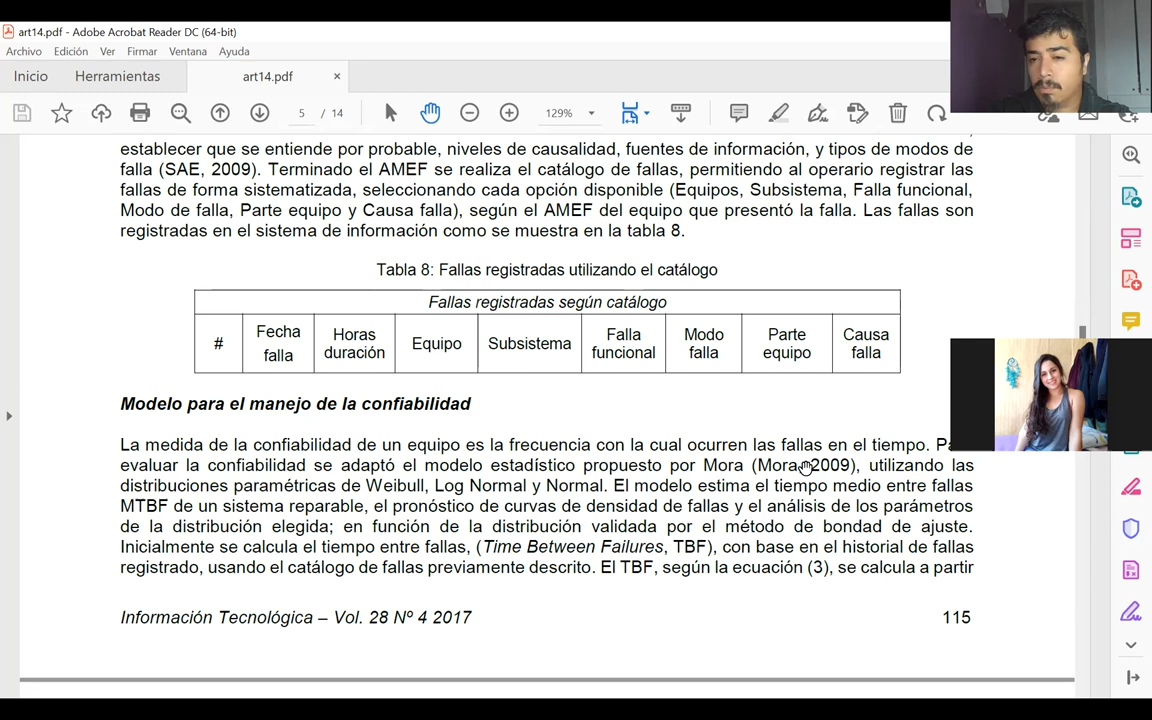 art14.pdf - Adobe Acrobat Reader DC (64-bit)
Archivo Edición Ver Firmar Ventana Ayuda
Inicio Herramientas art14.pdf ×
5 / 14 129%
establecer que se entiende por probable, niveles de causalidad, fuentes de información, y tipos de modos de
falla (SAE, 2009). Terminado el AMEF se realiza el catálogo de fallas, permitiendo al operario registrar las
fallas de forma sistematizada, seleccionando cada opción disponible (Equipos, Subsistema, Falla funcional,
Modo de falla, Parte equipo y Causa falla), según el AMEF del equipo que presentó la falla. Las fallas son
registradas en el sistema de información como se muestra en la tabla 8.
Tabla 8: Fallas registradas utilizando el catálogo
Fallas registradas según catálogo
# Fecha falla Horas duración Equipo Subsistema Falla funcional Modo falla Parte equipo Causa falla
Modelo para el manejo de la confiabilidad
La medida de la confiabilidad de un equipo es la frecuencia con la cual ocurren las fallas en el tiempo.
evaluar la confiabilidad se adaptó el modelo estadístico propuesto por Mora (Mora, 2009), utilizando las
distribuciones paramétricas de Weibull, Log Normal y Normal. El modelo estima el tiempo medio entre fallas
MTBF de un sistema reparable, el pronóstico de curvas de densidad de fallas y el análisis de los parámetros
de la distribución elegida; en función de la distribución validada por el método de bondad de ajuste.
Inicialmente se calcula el tiempo entre fallas, (Time Between Failures, TBF), con base en el historial de fallas
registrado, usando el catálogo de fallas previamente descrito. El TBF, según la ecuación (3), se calcula a partir
Información Tecnológica – Vol. 28 Nº 4 2017 115